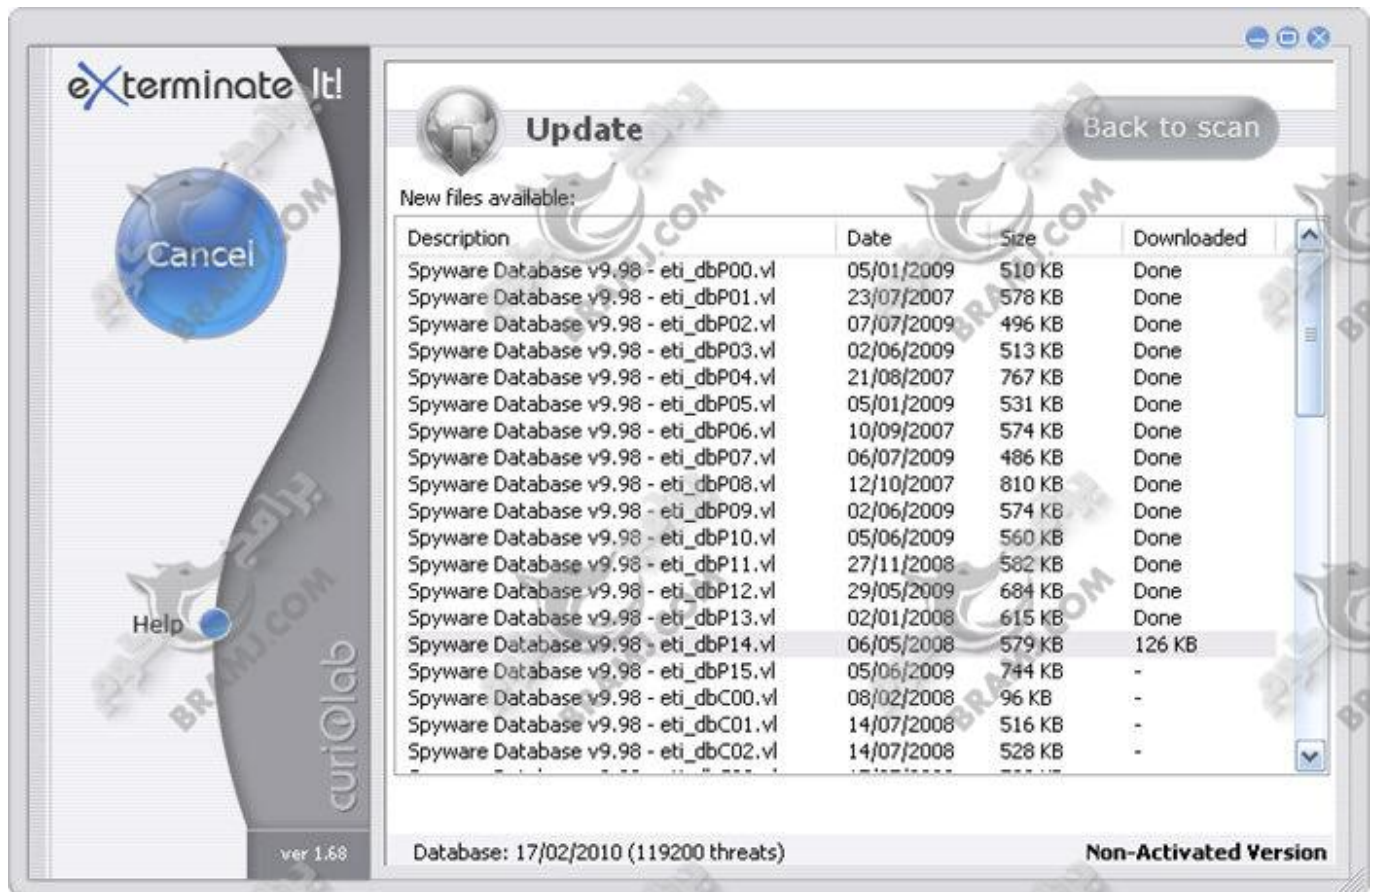 eXterminate It!
Update
Back to scan
New files available:
Description Date Size Downloaded
Cancel
Spyware Database v9.98 - eti_dbP00.vl 05/01/2009 510 KB Done
Spyware Database v9.98 - eti_dbP01.vl 23/07/2007 578 KB Done
Spyware Database v9.98 - eti_dbP02.vl 07/07/2009 496 KB Done
Spyware Database v9.98 - eti_dbP03.vl 02/06/2009 513 KB Done
Spyware Database v9.98 - eti_dbP04.vl 21/08/2007 767 KB Done
Spyware Database v9.98 - eti_dbP05.vl 05/01/2009 531 KB Done
Spyware Database v9.98 - eti_dbP06.vl 10/09/2007 574 KB Done
Spyware Database v9.98 - eti_dbP07.vl 06/07/2009 486 KB Done
Spyware Database v9.98 - eti_dbP08.vl 12/10/2007 810 KB Done
Spyware Database v9.98 - eti_dbP09.vl 02/06/2009 574 KB Done
Spyware Database v9.98 - eti_dbP10.vl 05/06/2009 560 KB Done
Spyware Database v9.98 - eti_dbP11.vl 27/11/2008 582 KB Done
Spyware Database v9.98 - eti_dbP12.vl 29/05/2009 684 KB Done
Spyware Database v9.98 - eti_dbP13.vl 02/01/2008 615 KB Done
Spyware Database v9.98 - eti_dbP14.vl 06/05/2008 579 KB 126 KB
Spyware Database v9.98 - eti_dbP15.vl 05/06/2009 744 KB -
Spyware Database v9.98 - eti_dbC00.vl 08/02/2008 96 KB -
Spyware Database v9.98 - eti_dbC01.vl 14/07/2008 516 KB -
Spyware Database v9.98 - eti_dbC02.vl 14/07/2008 528 KB -
Help
curiOlab
ver 1.68
Database: 17/02/2010 (119200 threats)
Non-Activated Version
برامج.كوم
BRAMJ.COM